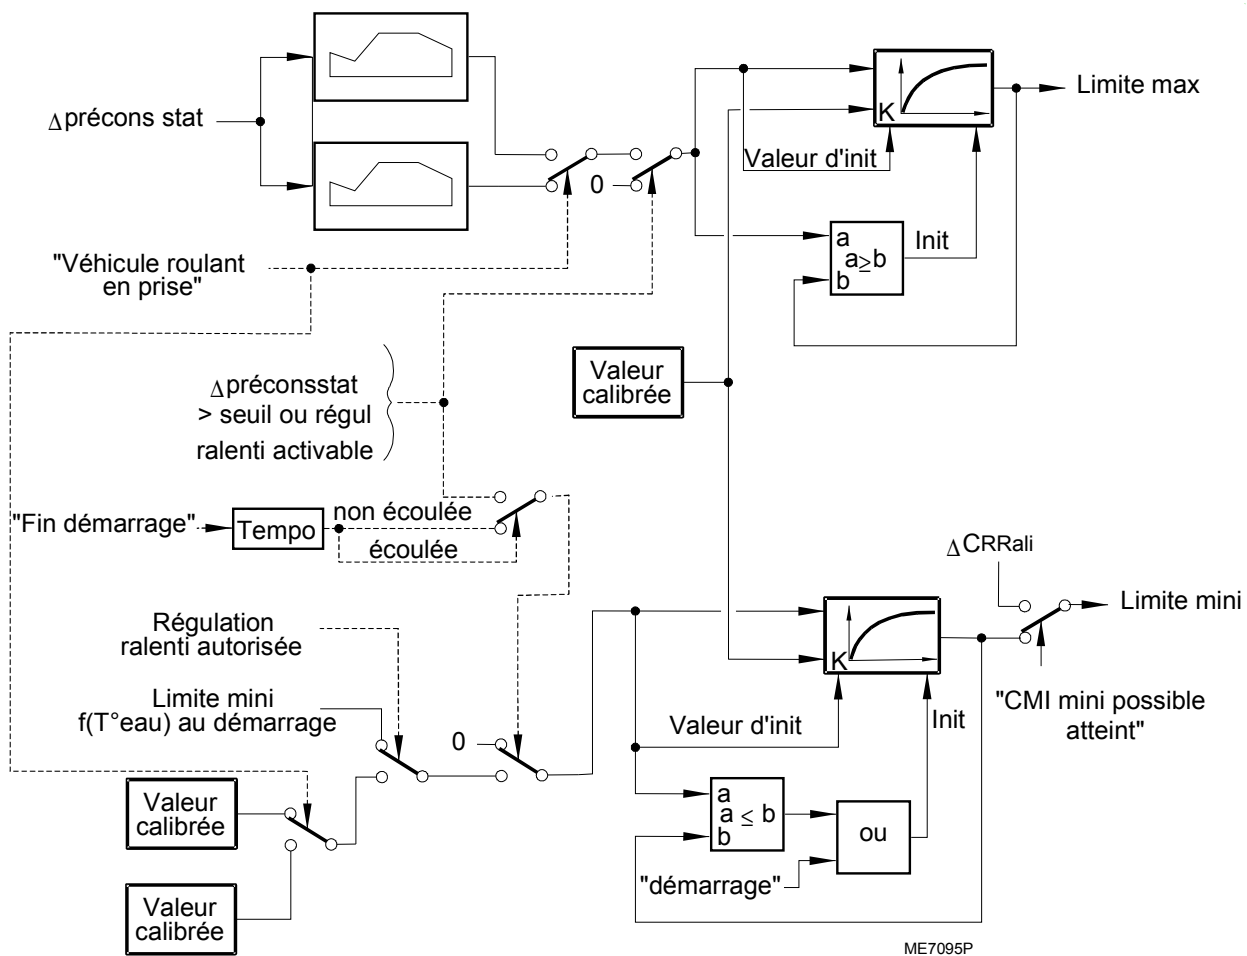 Δprécons stat
K
Limite max
Valeur d'init
0
a
a≥b
b
Init
"Véhicule roulant
en prise"
Valeur
calibrée
Δpréconsstat
> seuil ou régul
ralenti activable
"Fin démarrage"
Tempo
non écoulée
écoulée
ΔCRRali
Limite mini
K
Régulation
ralenti autorisée
Limite mini
f(T°eau) au démarrage
0
Valeur d'init
Init
"CMI mini possible
atteint"
Valeur
calibrée
a
a ≤ b
b
ou
"démarrage"
Valeur
calibrée
ME7095P